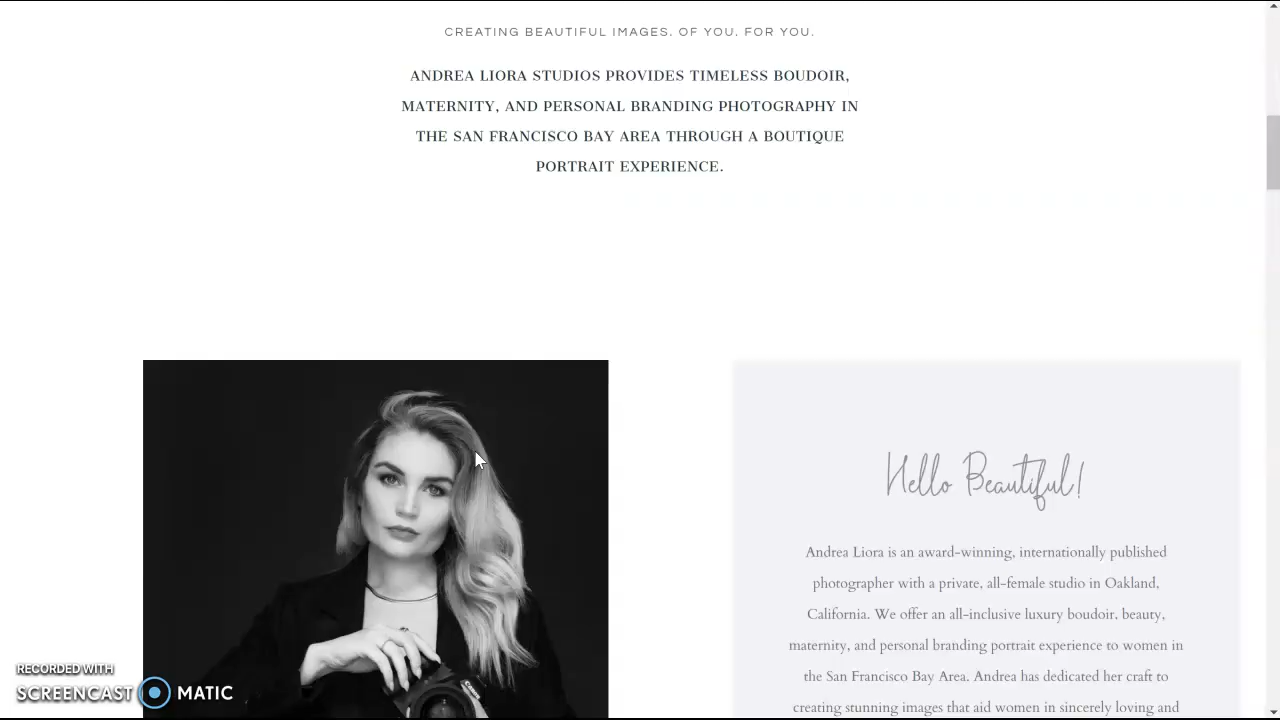 CREATING BEAUTIFUL IMAGES. OF YOU. FOR YOU.
ANDREA LIORA STUDIOS PROVIDES TIMELESS BOUDOIR,
MATERNITY, AND PERSONAL BRANDING PHOTOGRAPHY IN
THE SAN FRANCISCO BAY AREA THROUGH A BOUTIQUE
PORTRAIT EXPERIENCE.
Hello Beautiful!
Andrea Liora is an award-winning, internationally published
photographer with a private, all-female studio in Oakland,
California. We offer an all-inclusive luxury boudoir, beauty,
maternity, and personal branding portrait experience to women in
the San Francisco Bay Area. Andrea has dedicated her craft to
creating stunning images that aid women in sincerely loving and
Canon
RECORDED WITH
SCREENCAST MATIC